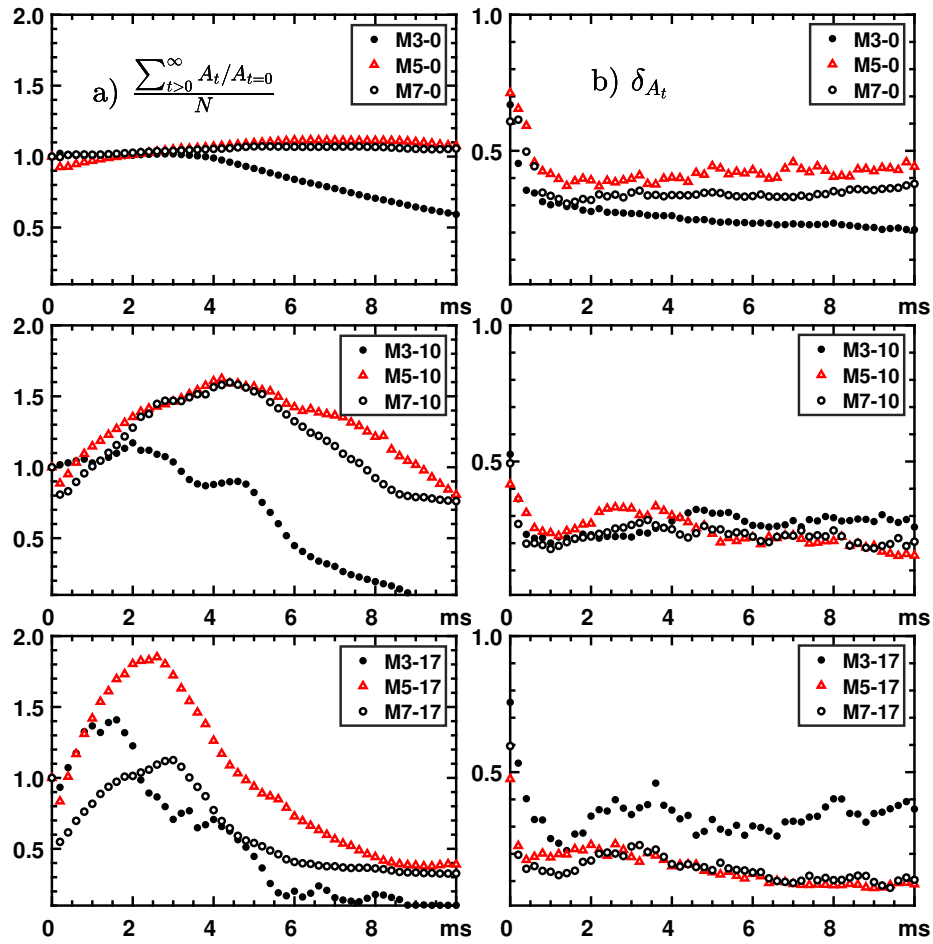 2.0
1.5
1.0
0.5
a) \frac{\sum_{t>0}^{\infty} A_t/A_{t=0}}{N}
M3-0
M5-0
M7-0
0 2 4 6 8 ms
1.0
0.5
b) δ_{A_t}
M3-0
M5-0
M7-0
0 2 4 6 8 ms
2.0
1.5
1.0
0.5
M3-10
M5-10
M7-10
0 2 4 6 8 ms
1.0
0.5
M3-10
M5-10
M7-10
0 2 4 6 8 ms
2.0
1.5
1.0
0.5
M3-17
M5-17
M7-17
0 2 4 6 8 ms
1.0
0.5
M3-17
M5-17
M7-17
0 2 4 6 8 ms